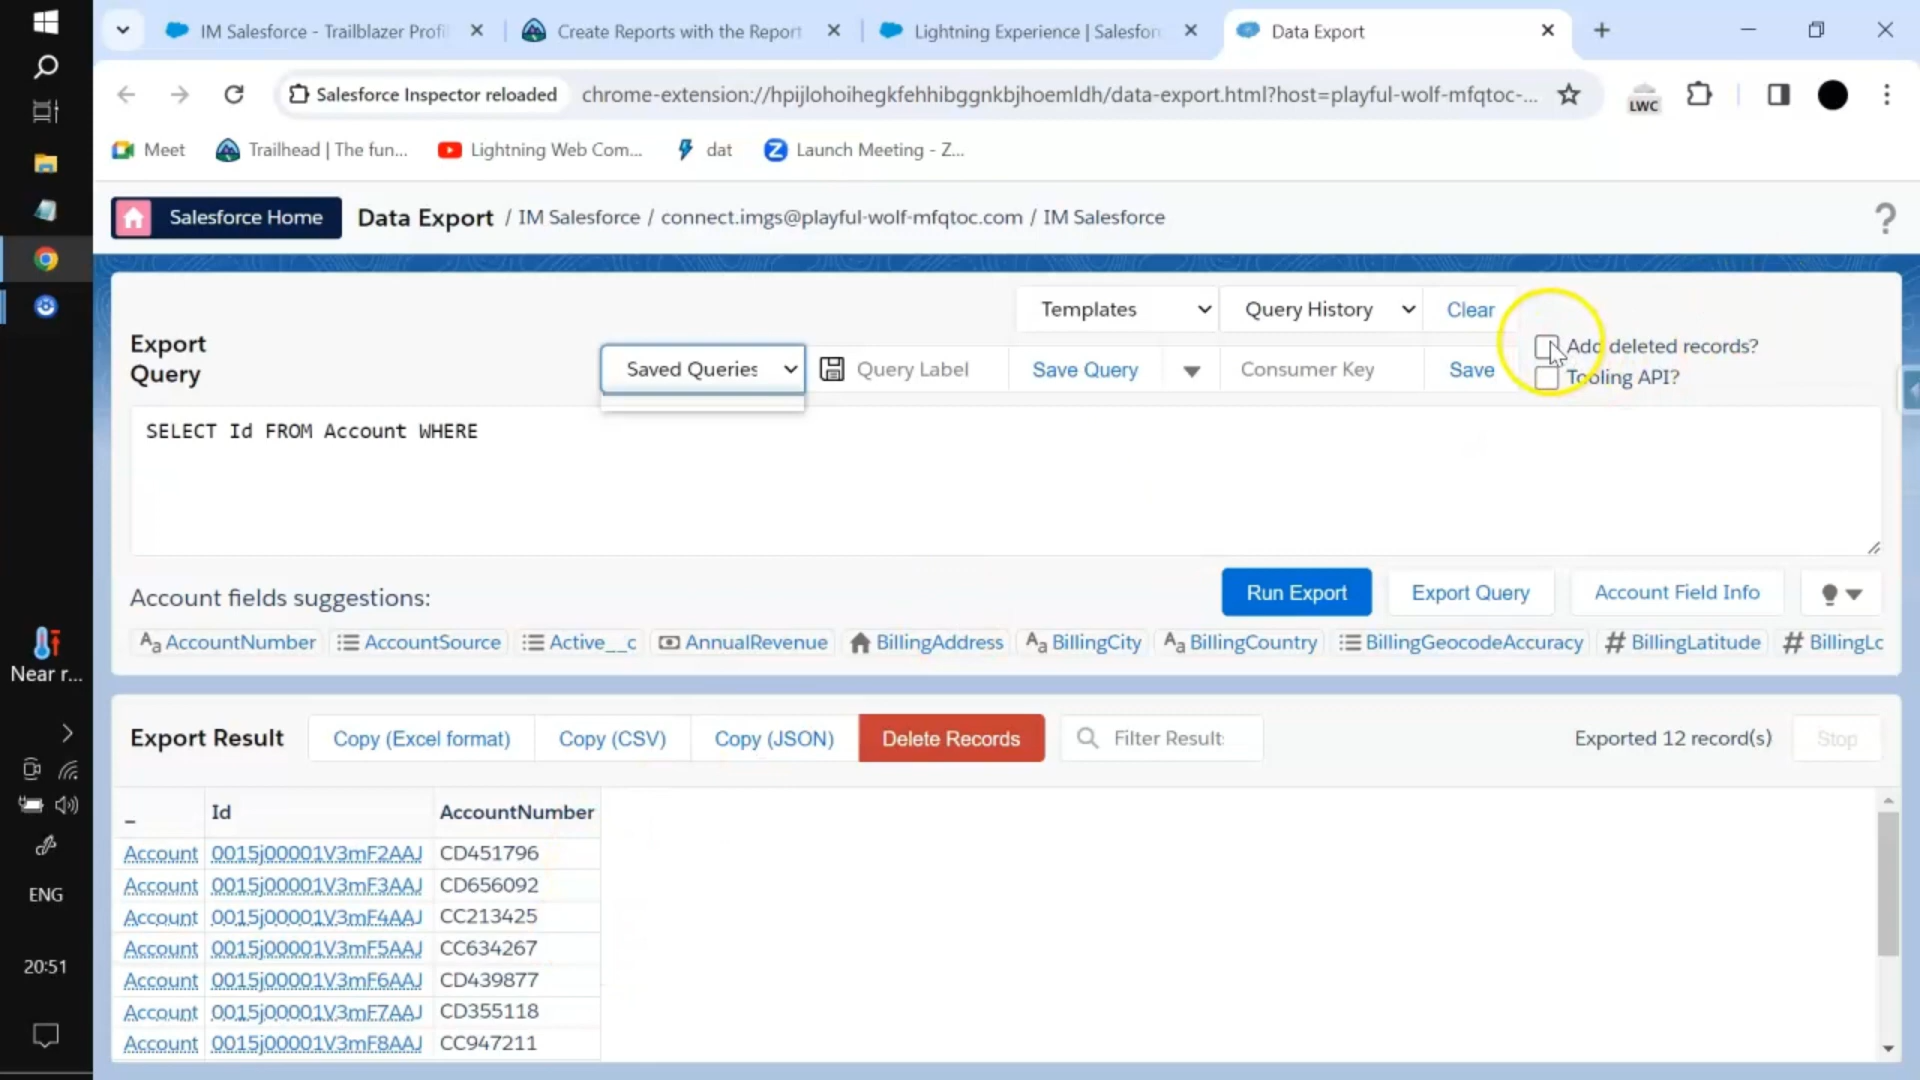 IM Salesforce - Trailblazer Profil
Create Reports with the Report
Lightning Experience | Salesfor
Data Export
Salesforce Inspector reloaded
chrome-extension://hpijlohoihegkfehhibggnkbjhoemldh/data-export.html?host=playful-wolf-mfqtoc-...
LWC
Meet
Trailhead | The fun...
Lightning Web Com...
dat
Launch Meeting - Z...
Salesforce Home
Data Export / IM Salesforce / connect.imgs@playful-wolf-mfqtoc.com / IM Salesforce
Templates
Query History
Clear
Export Query
Saved Queries
Query Label
Save Query
Consumer Key
Save
Add deleted records?
Tooling API?
SELECT Id FROM Account WHERE
Account fields suggestions:
Run Export
Export Query
Account Field Info
AccountNumber
AccountSource
Active__c
AnnualRevenue
BillingAddress
BillingCity
BillingCountry
BillingGeocodeAccuracy
BillingLatitude
BillingLo
Export Result
Copy (Excel format)
Copy (CSV)
Copy (JSON)
Delete Records
Filter Results
Exported 12 record(s)
Stop
_ Id AccountNumber
Account 0015j00001V3mF2AAJ CD451796
Account 0015j00001V3mF3AAJ CD656092
Account 0015j00001V3mF4AAJ CC213425
Account 0015j00001V3mF5AAJ CC634267
Account 0015j00001V3mF6AAJ CD439877
Account 0015j00001V3mF7AAJ CD355118
Account 0015j00001V3mF8AAJ CC947211
Near r...
ENG
20:51